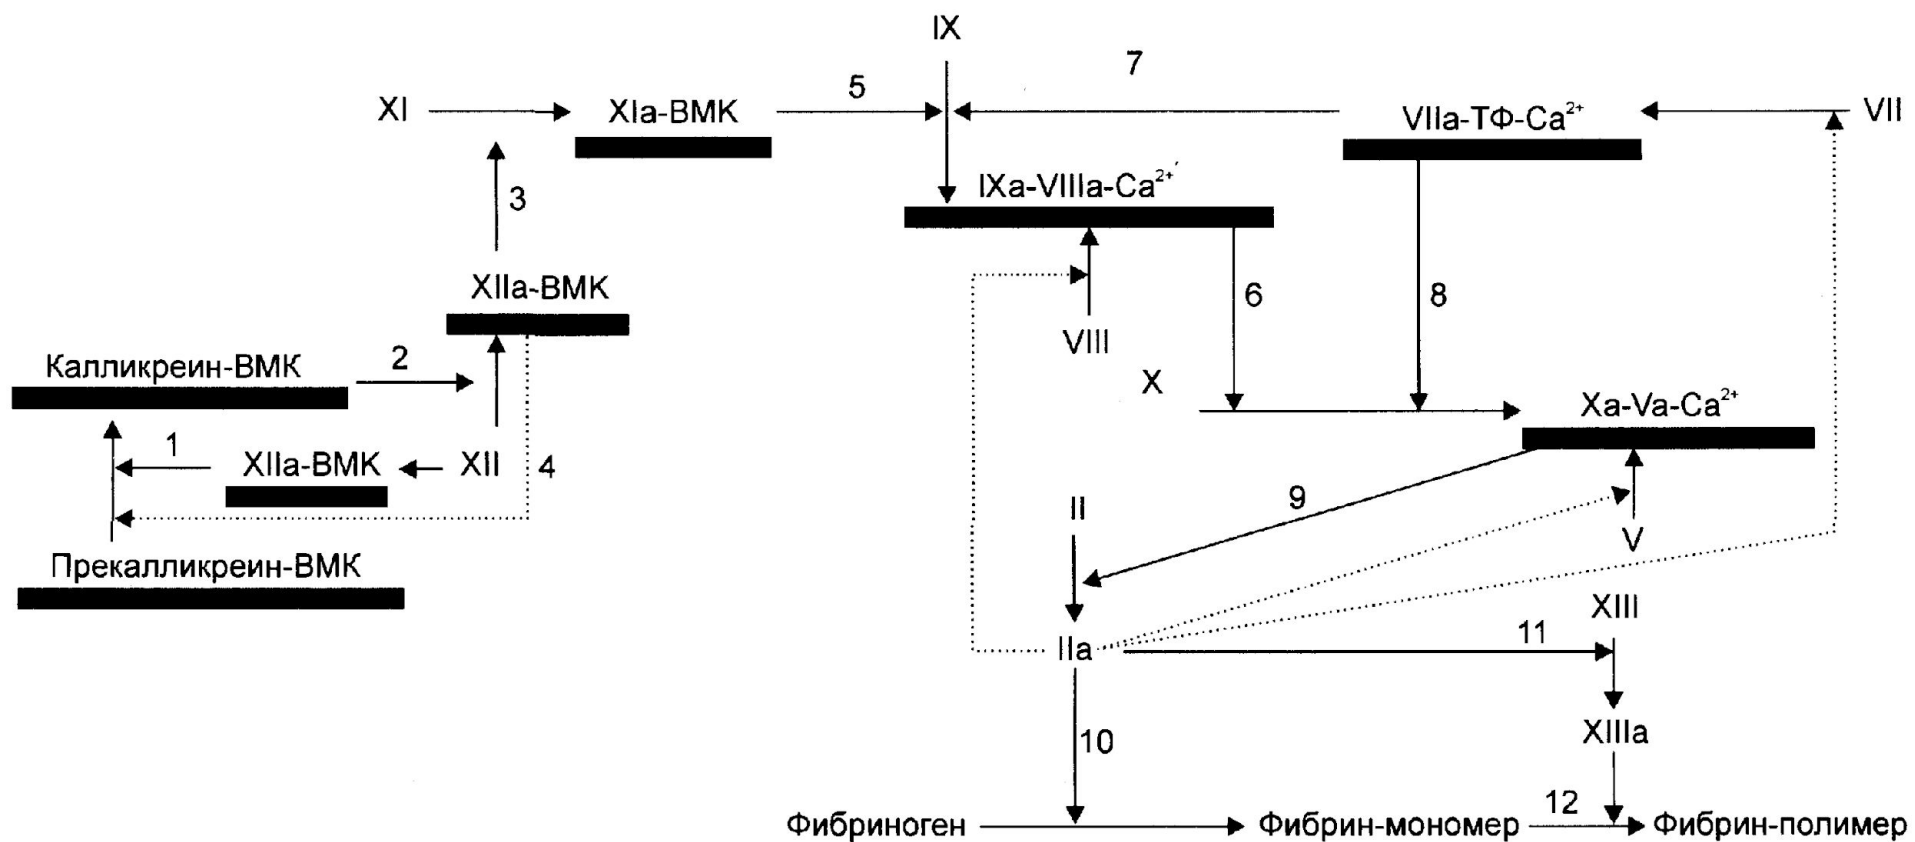 IX
7
5
XI
XIa-ВМК
VIIa-ТФ-Ca²⁺
VII
IXa-VIIIa-Ca²⁺
3
XIIa-ВМК
6
8
VIII
Калликреин-ВМК
2
X
Xa-Va-Ca²⁺
1
XIIa-ВМК
XII
4
9
II
V
Прекалликреин-ВМК
XIII
11
IIa
10
XIIIa
12
Фибриноген
Фибрин-мономер
Фибрин-полимер